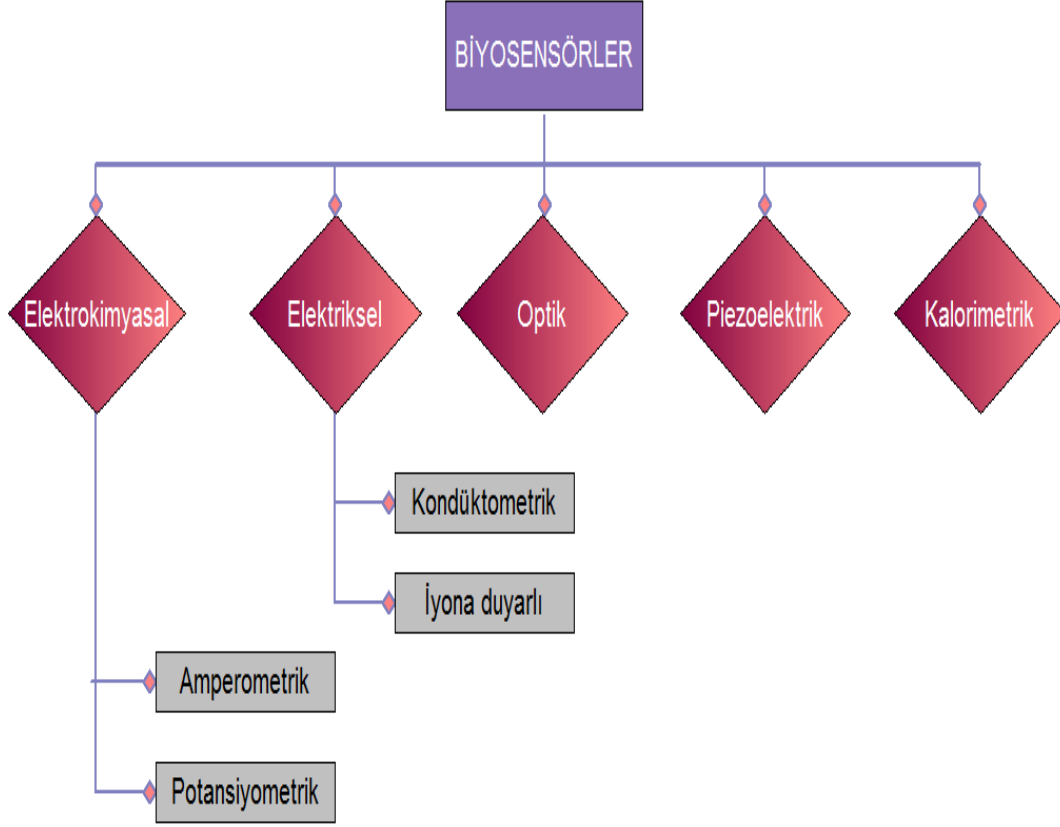 BİYOSENSÖRLER
Elektrokimyasal
Elektriksel
Optik
Piezoelektrik
Kalorimetrik
Kondüktometrik
İyona duyarlı
Amperometrik
Potansiyometrik